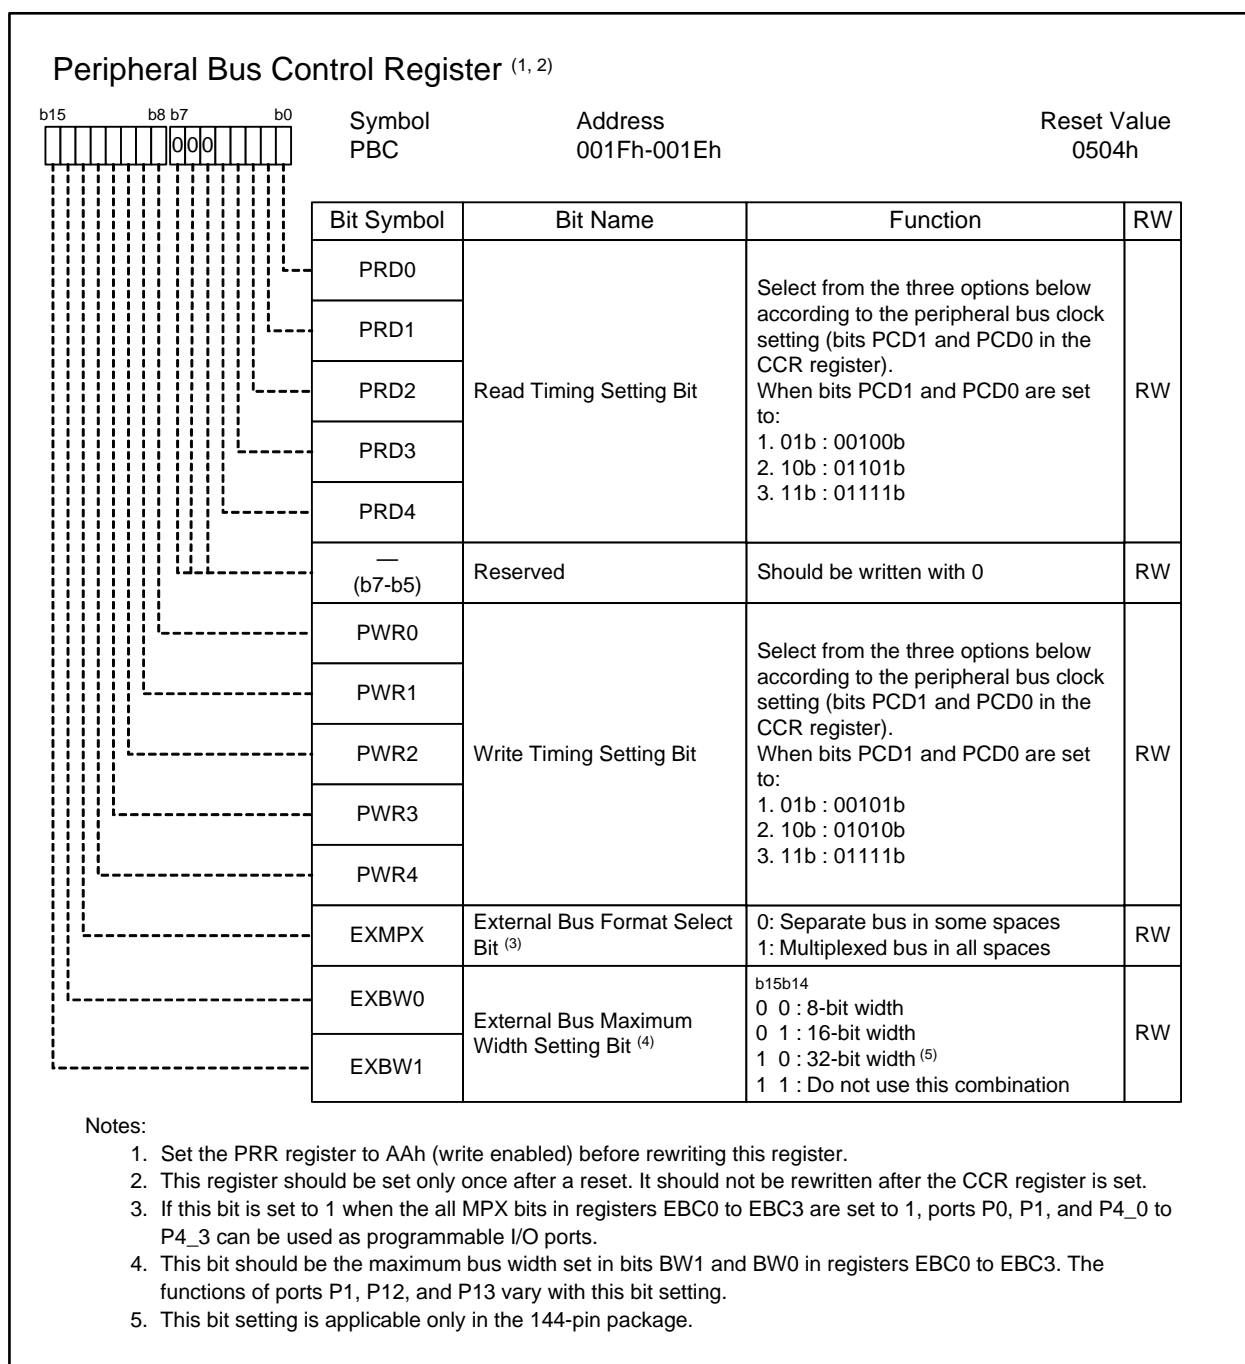 Peripheral Bus Control Register (1, 2)
b15 b8 b7 b0
0 0 0
Symbol Address Reset Value
PBC 001Fh-001Eh 0504h
Bit Symbol Bit Name Function RW
PRD0
PRD1
PRD2
PRD3
PRD4
Read Timing Setting Bit
Select from the three options below
according to the peripheral bus clock
setting (bits PCD1 and PCD0 in the
CCR register).
When bits PCD1 and PCD0 are set
to:
1. 01b : 00100b
2. 10b : 01101b
3. 11b : 01111b
RW
—
(b7-b5)
Reserved
Should be written with 0
RW
PWR0
PWR1
PWR2
PWR3
PWR4
Write Timing Setting Bit
Select from the three options below
according to the peripheral bus clock
setting (bits PCD1 and PCD0 in the
CCR register).
When bits PCD1 and PCD0 are set
to:
1. 01b : 00101b
2. 10b : 01010b
3. 11b : 01111b
RW
EXMPX
External Bus Format Select
Bit (3)
0: Separate bus in some spaces
1: Multiplexed bus in all spaces
RW
EXBW0
EXBW1
External Bus Maximum
Width Setting Bit (4)
b15b14
0 0 : 8-bit width
0 1 : 16-bit width
1 0 : 32-bit width (5)
1 1 : Do not use this combination
RW
Notes:
1. Set the PRR register to AAh (write enabled) before rewriting this register.
2. This register should be set only once after a reset. It should not be rewritten after the CCR register is set.
3. If this bit is set to 1 when the all MPX bits in registers EBC0 to EBC3 are set to 1, ports P0, P1, and P4_0 to
P4_3 can be used as programmable I/O ports.
4. This bit should be the maximum bus width set in bits BW1 and BW0 in registers EBC0 to EBC3. The
functions of ports P1, P12, and P13 vary with this bit setting.
5. This bit setting is applicable only in the 144-pin package.